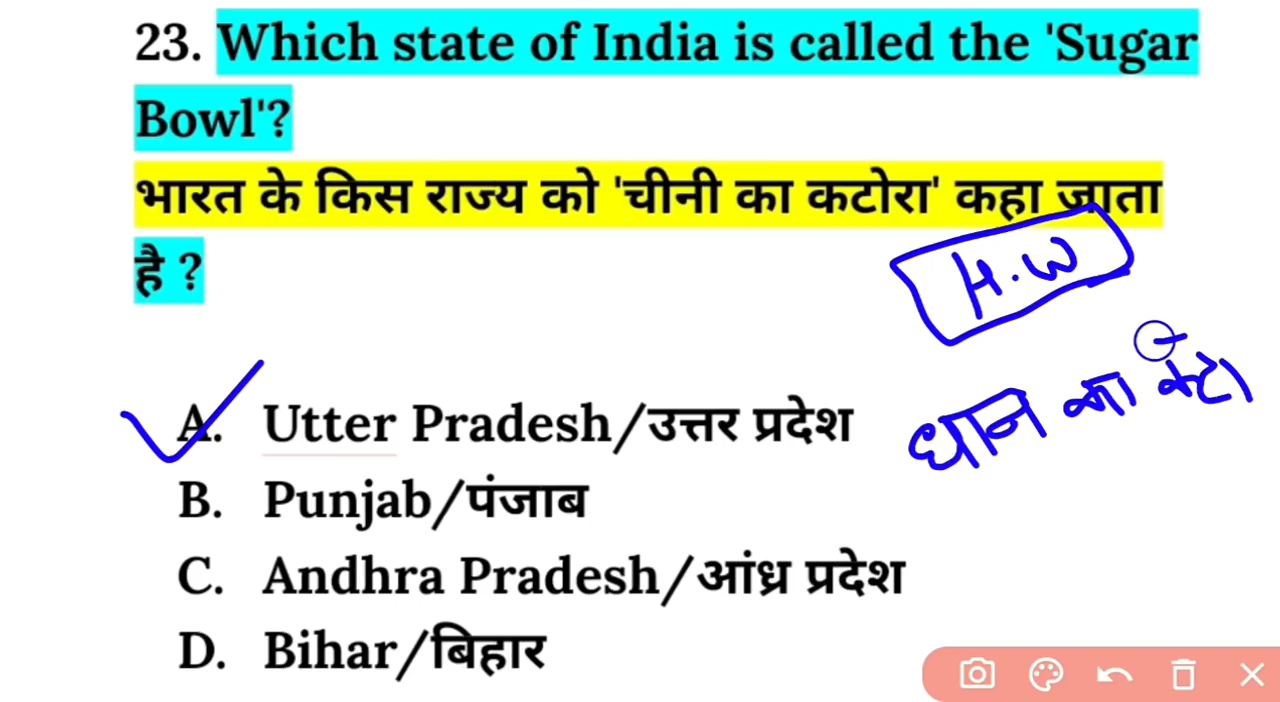 23. Which state of India is called the 'Sugar
Bowl'?
भारत के किस राज्य को 'चीनी का कटोरा' कहा जाता
है ?
H.W
धान का
A. Utter Pradesh/उत्तर प्रदेश
B. Punjab/पंजाब
C. Andhra Pradesh/आंध्र प्रदेश
D. Bihar/बिहार